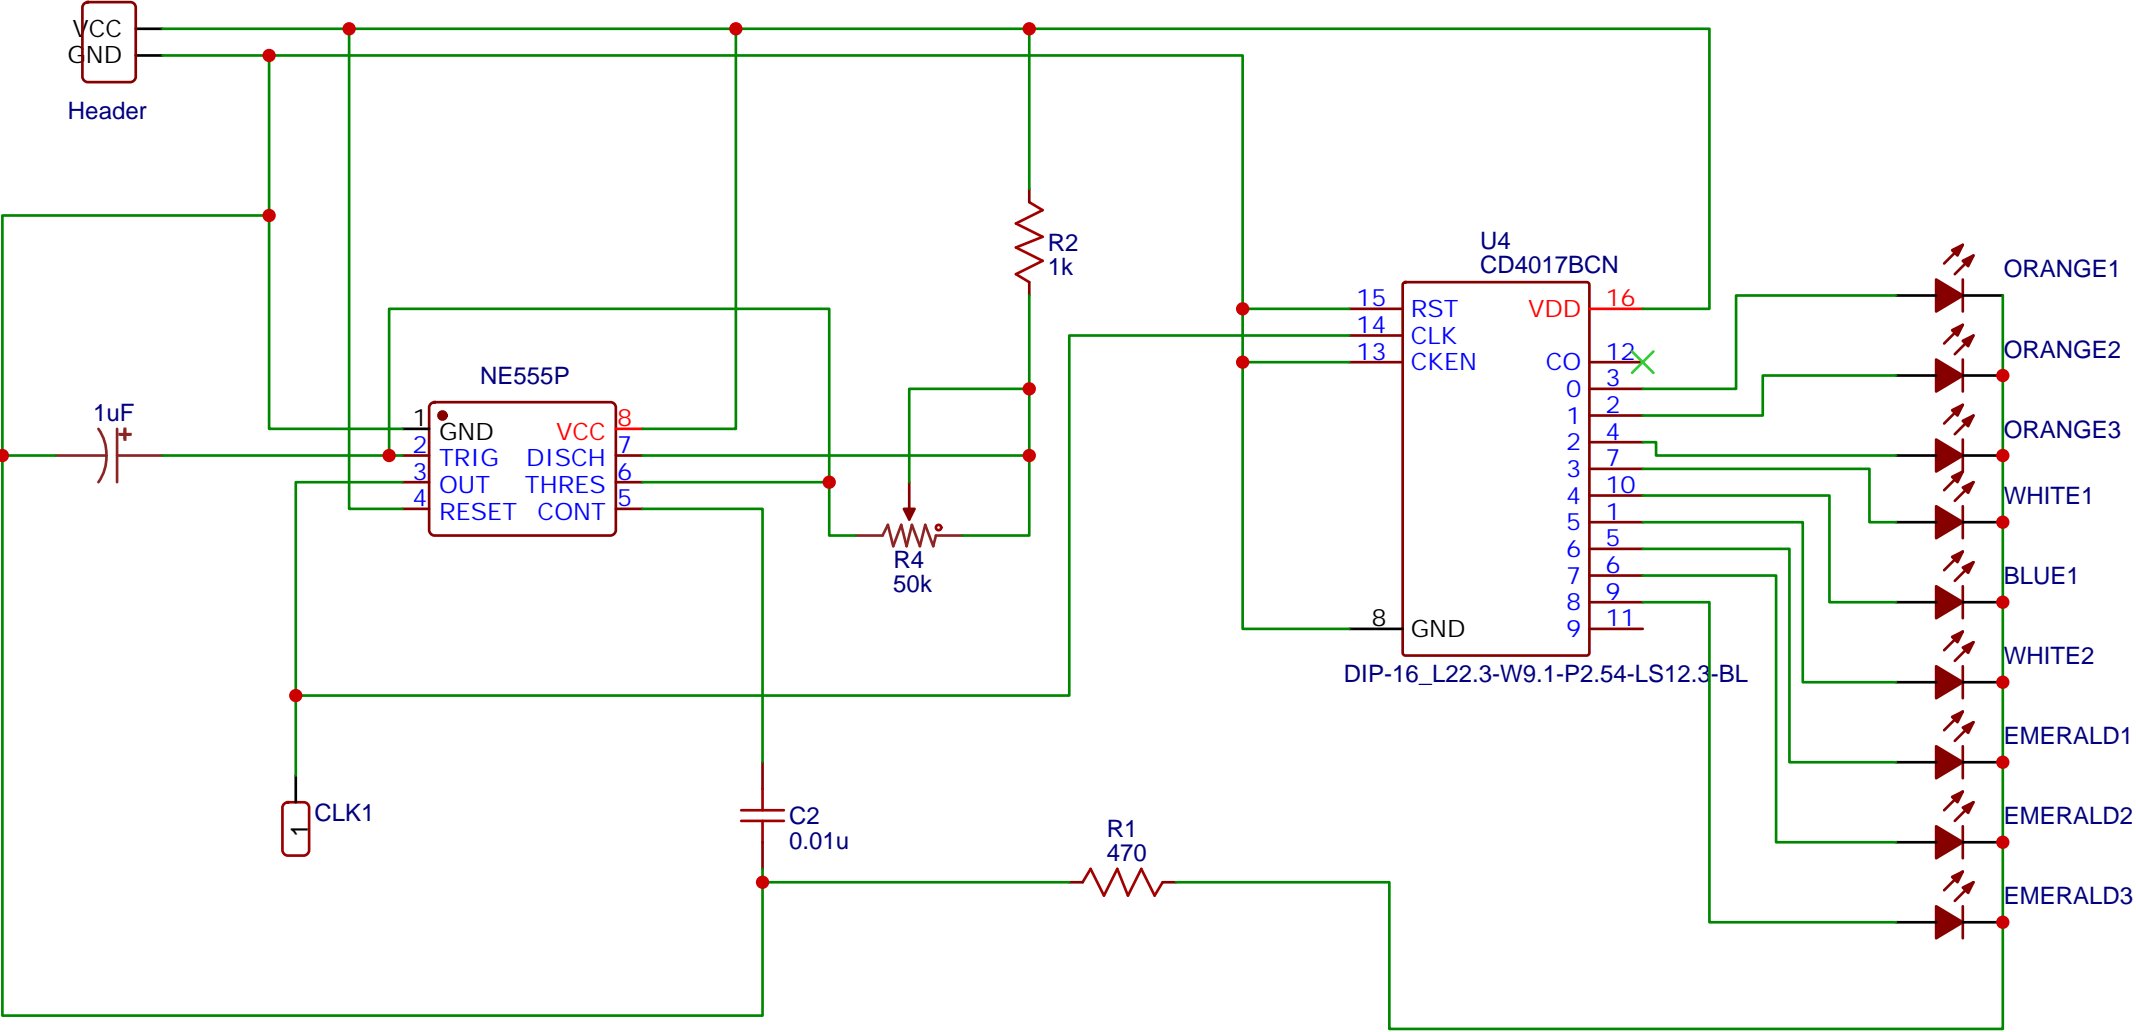 VCC
GND
Header
R2
1k
U4
CD4017BCN
15 RST VDD 16
14 CLK
13 CKEN CO 12
0 3
1 2
2 4
3 7
4 10
5 1
6 5
7 6
8 9
8 GND 9 11
DIP-16_L22.3-W9.1-P2.54-LS12.3-BL
ORANGE1
ORANGE2
ORANGE3
WHITE1
BLUE1
WHITE2
EMERALD1
EMERALD2
EMERALD3
NE555P
1uF
+
1 GND VCC 8
2 TRIG DISCH 7
3 OUT THRES 6
4 RESET CONT 5
R4
50k
CLK1
1
C2
0.01u
R1
470